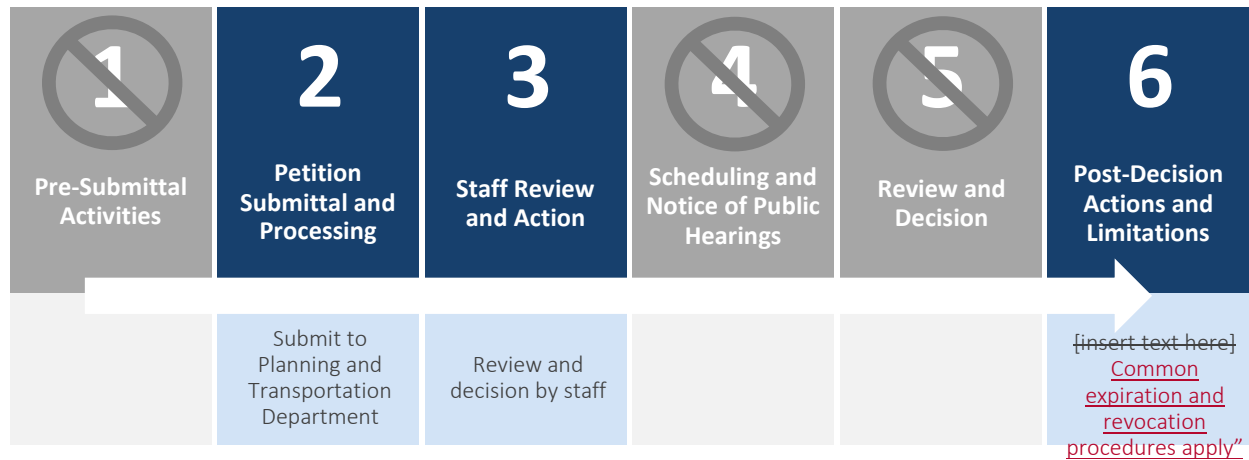 1
2
3
4
5
6
Pre-Submittal
Activities
Petition
Submittal and
Processing
Staff Review
and Action
Scheduling and
Notice of Public
Hearings
Review and
Decision
Post-Decision
Actions and
Limitations
Submit to
Planning and
Transportation
Department
Review and
decision by staff
[insert text here]
Common
expiration and
revocation
procedures apply”